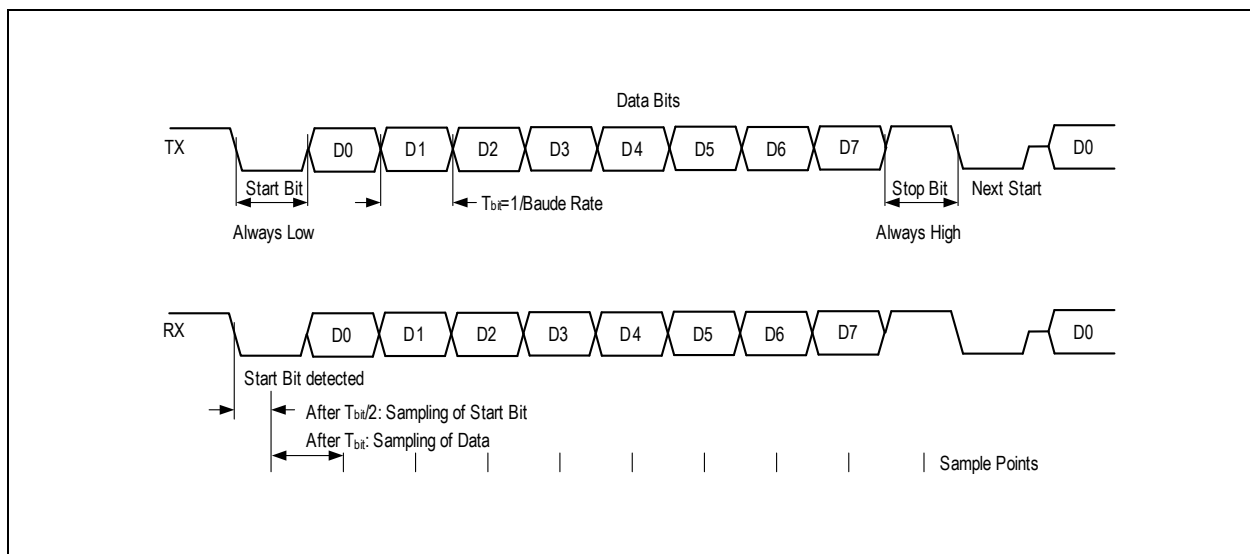 Data Bits
TX D0 D1 D2 D3 D4 D5 D6 D7 D0
Start Bit Tbit=1/Baude Rate Stop Bit Next Start
Always Low Always High
RX D0 D1 D2 D3 D4 D5 D6 D7 D0
Start Bit detected
After Tbit/2: Sampling of Start Bit
After Tbit: Sampling of Data
Sample Points